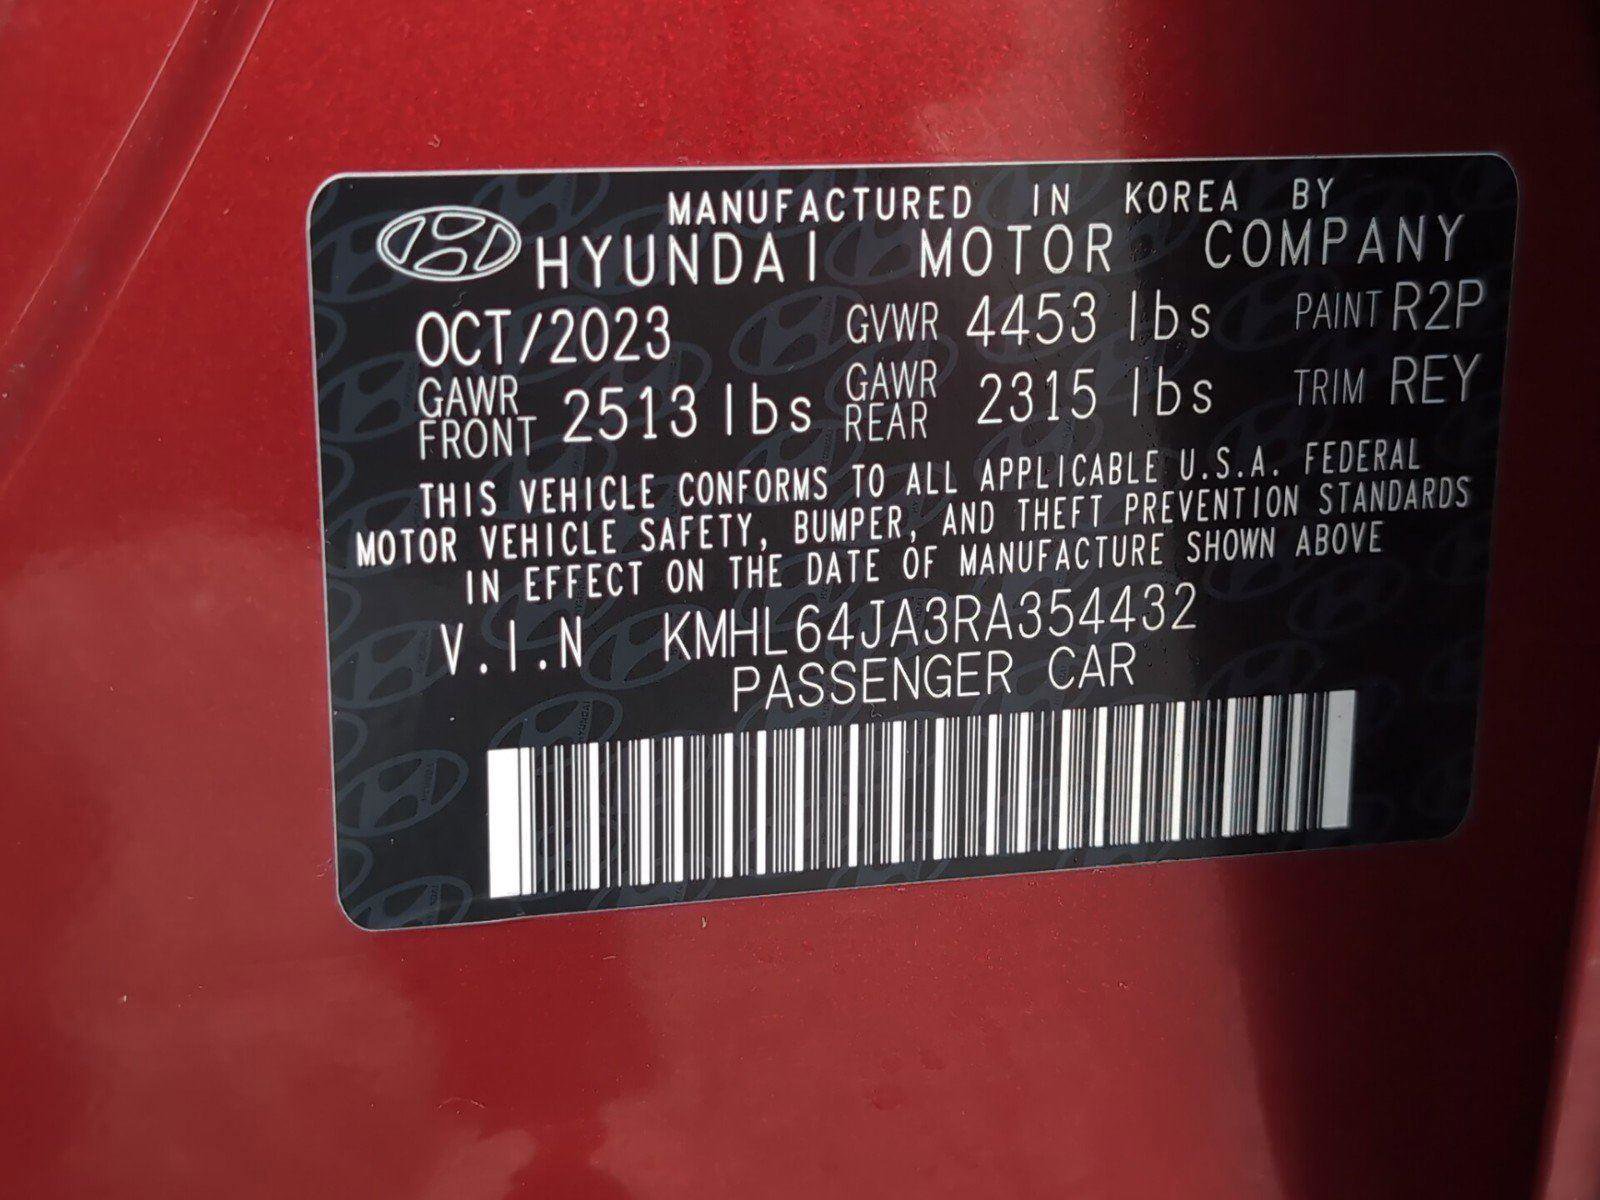 MANUFACTURED IN KOREA BY
HYUNDAI MOTOR COMPANY
OCT/2023 GVWR 4453 lbs PAINT R2P
GAWR FRONT 2513 lbs GAWR REAR 2315 lbs TRIM REY
THIS VEHICLE CONFORMS TO ALL APPLICABLE U.S.A. FEDERAL
MOTOR VEHICLE SAFETY, BUMPER, AND THEFT PREVENTION STANDARDS
IN EFFECT ON THE DATE OF MANUFACTURE SHOWN ABOVE
V.I.N KMHL64JA3RA354432
PASSENGER CAR